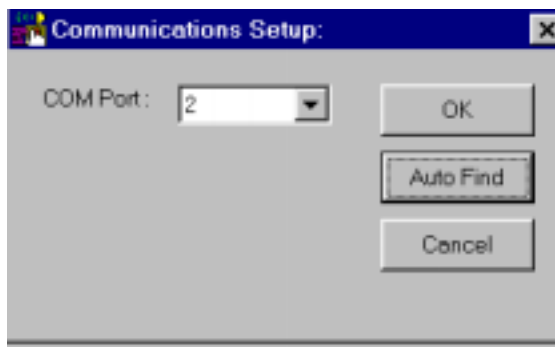 Communications Setup:
COM Port: 2
OK
Auto Find
Cancel